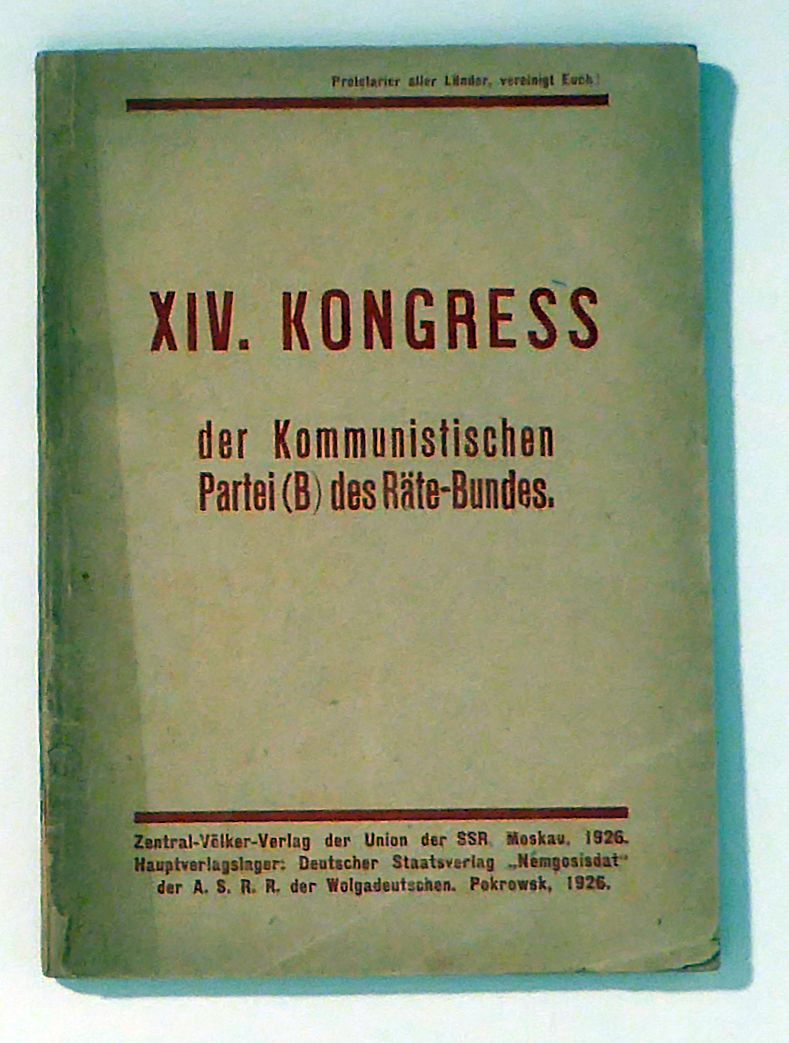 Proletarier aller Länder, vereinigt Euch!
XIV. KONGRESS
der Kommunistischen
Partei (B) des Räte-Bundes.
Zentral-Völker-Verlag der Union der SSR. Moskau, 1926.
Hauptverlagslager: Deutscher Staatsverlag „Nemgosisdat“
der A. S. R. R. der Wolgadeutschen. Pokrowsk, 1926.